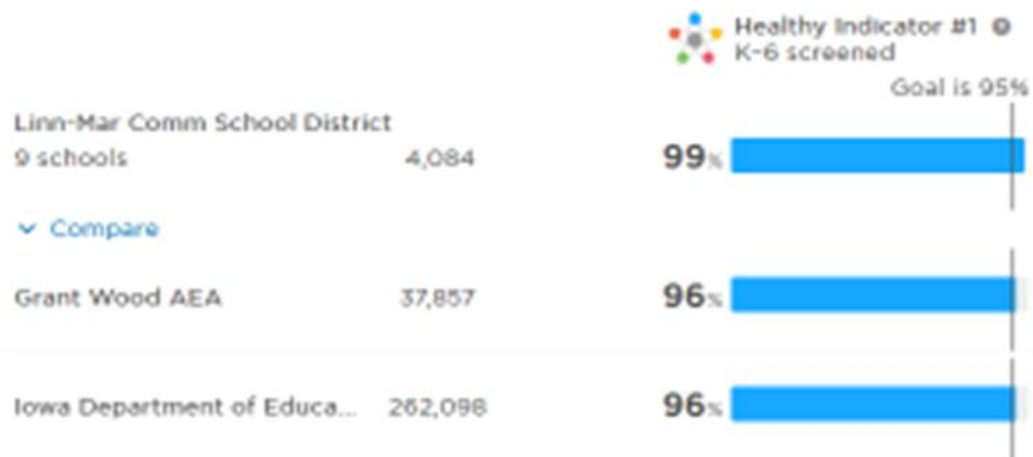 Healthy Indicator #1
K-6 screened
Goal is 95%
Linn-Mar Comm School District
9 schools 4,084 99%
Compare
Grant Wood AEA 37,857 96%
Iowa Department of Educa... 262,098 96%